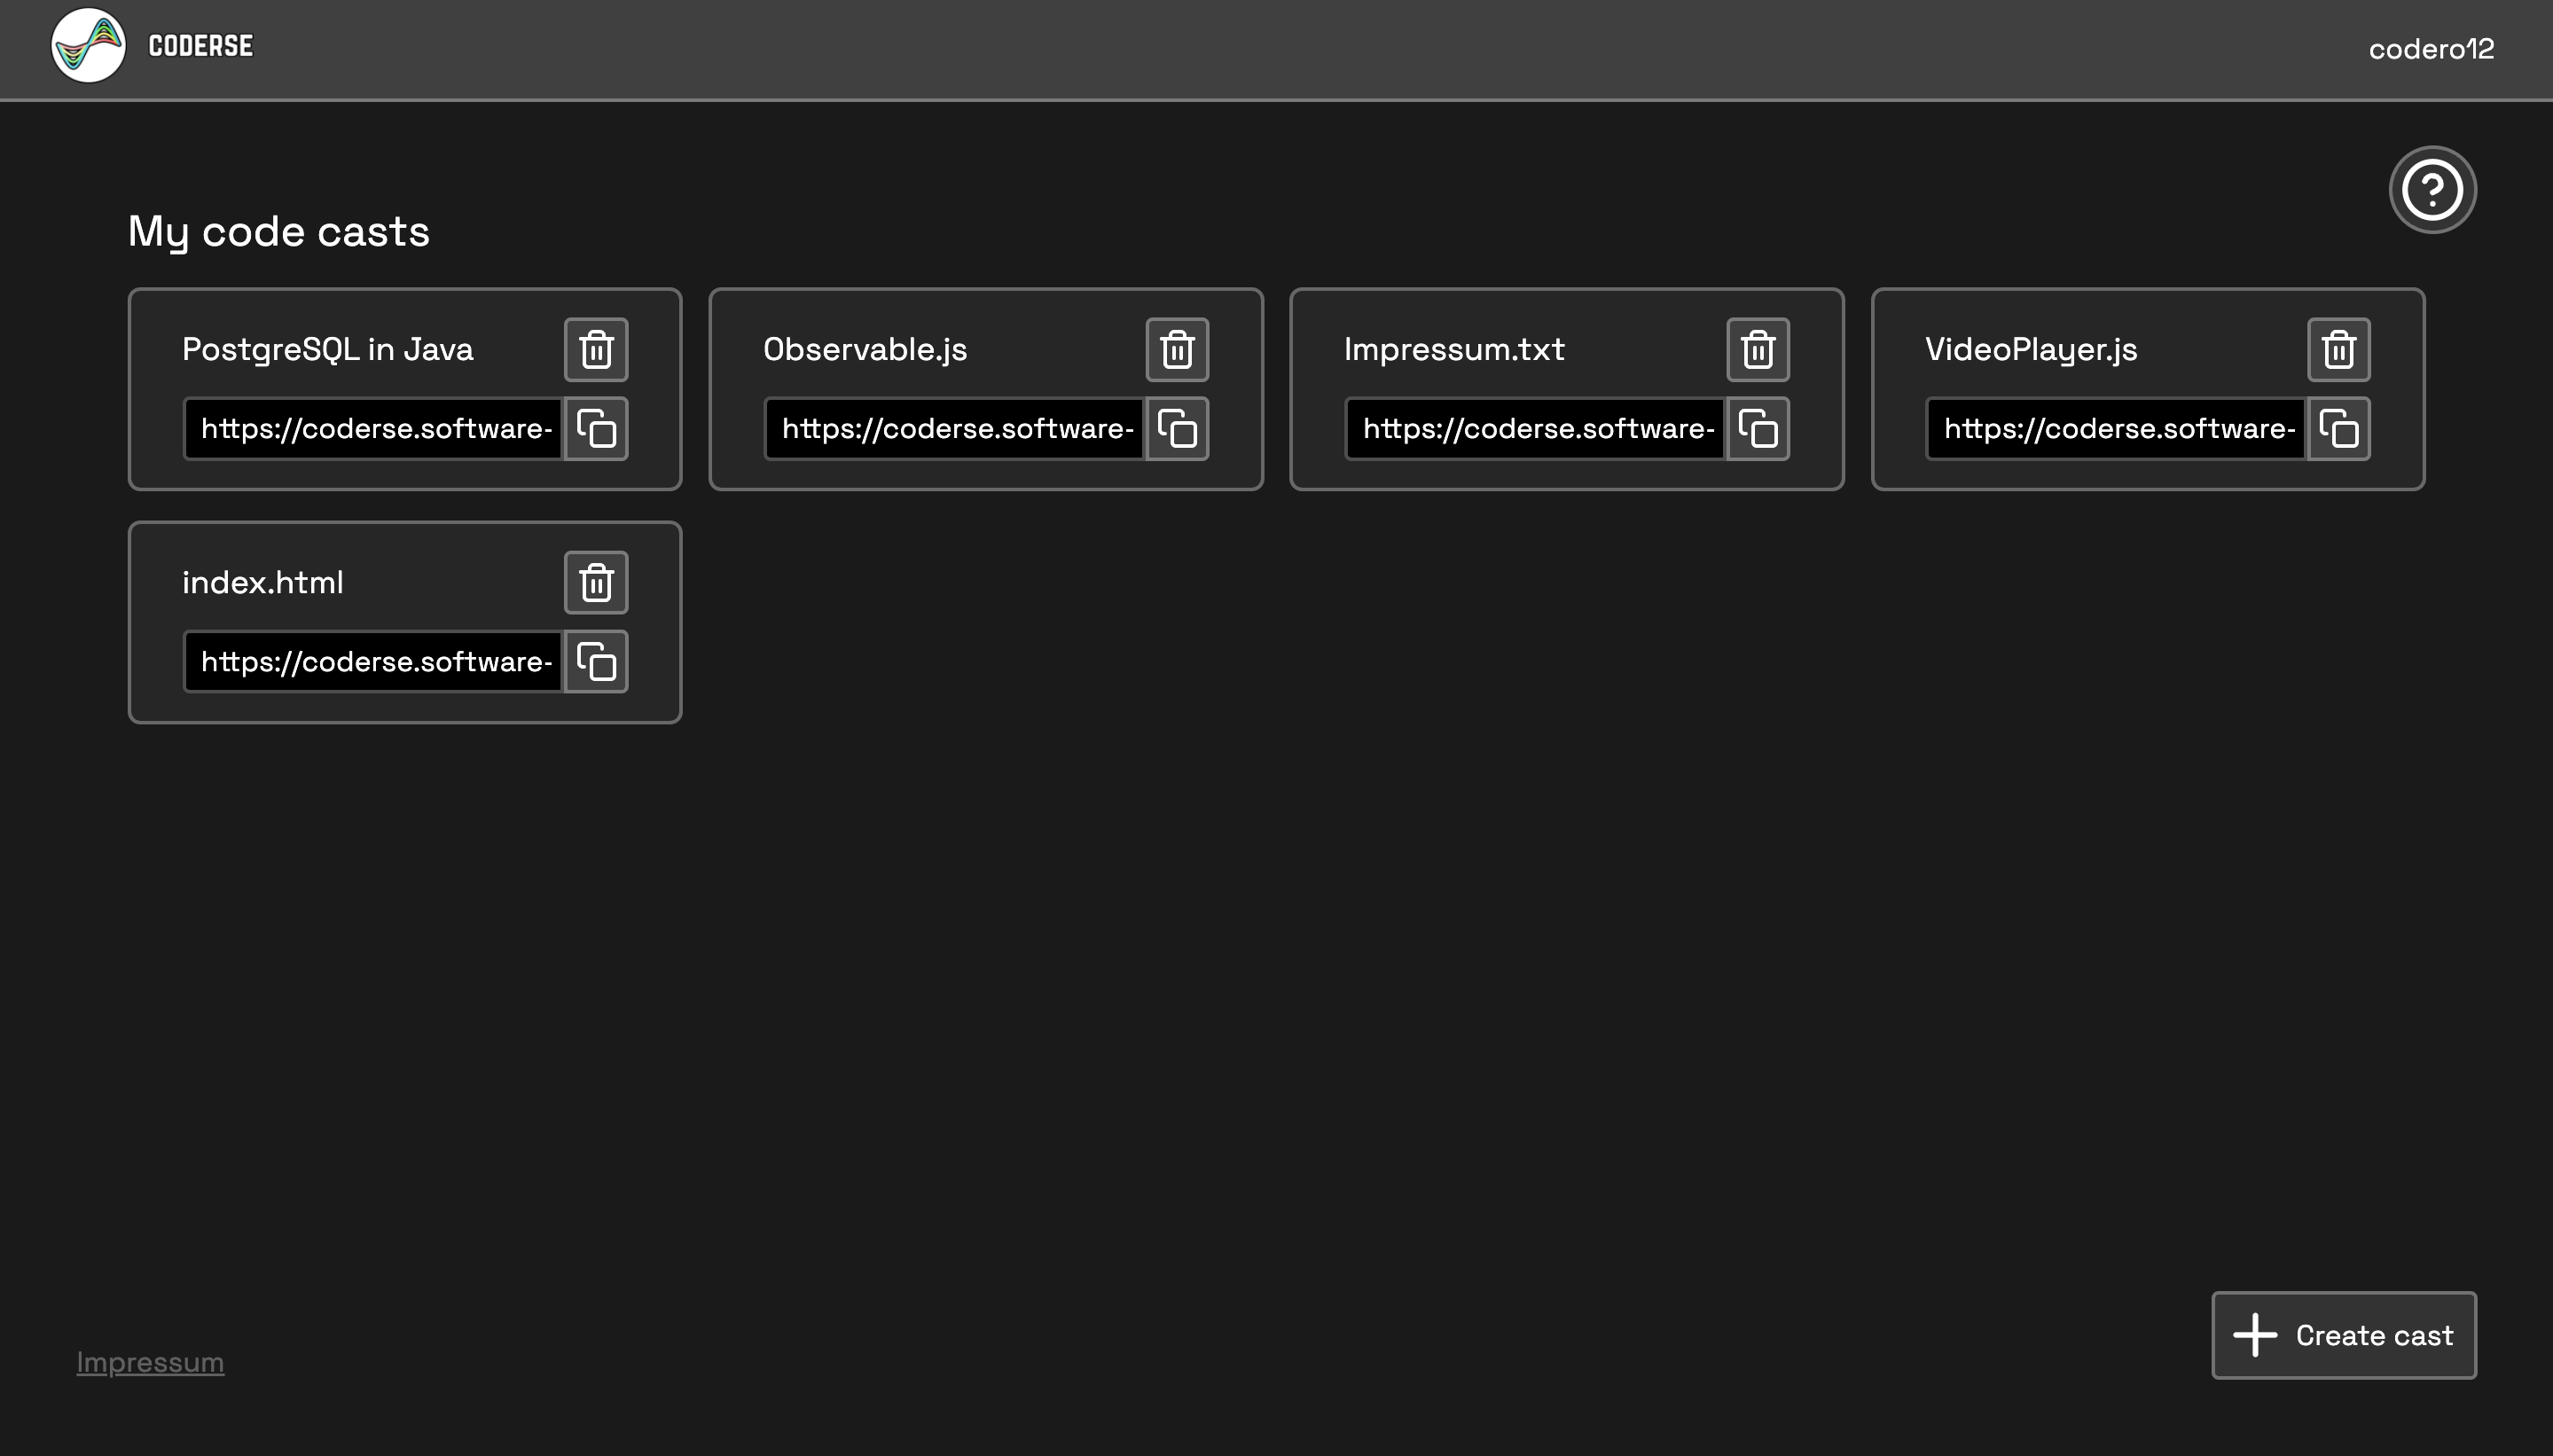 CODERSE
codero12
My code casts
PostgreSQL in Java
https://coderse.software-
Observable.js
https://coderse.software-
Impressum.txt
https://coderse.software-
VideoPlayer.js
https://coderse.software-
index.html
https://coderse.software-
Impressum
Create cast